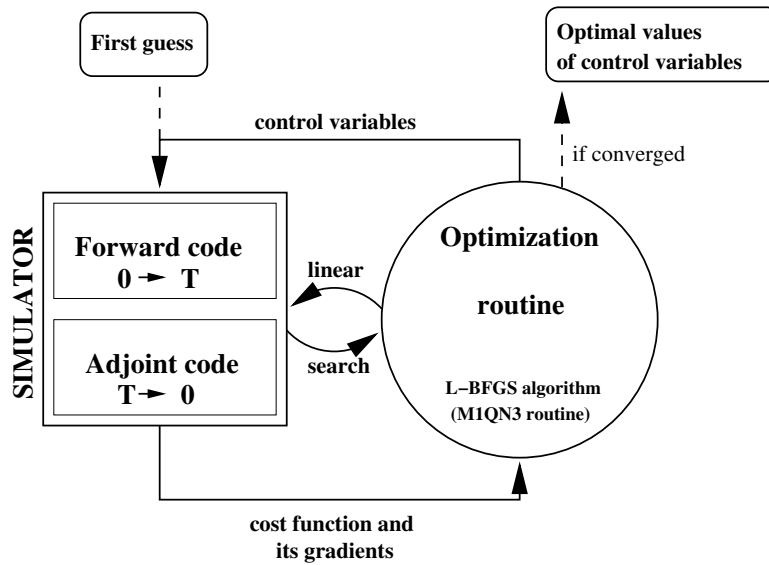 First guess
Optimal values
of control variables
control variables
if converged
SIMULATOR
Forward code
0 → T
Adjoint code
T → 0
linear
search
Optimization
routine
L−BFGS algorithm
(M1QN3 routine)
cost function and
its gradients